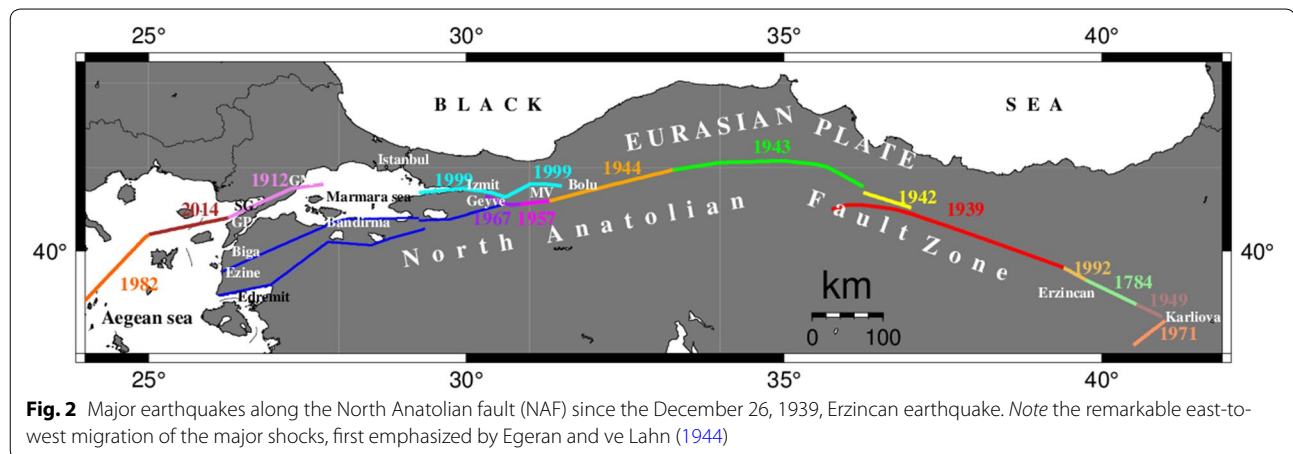 25° 30° 35° 40°
BLACK SEA
EURASIAN PLATE
Istanbul
1943
1912 GN
1999 Izmit 1999 Bolu
1944
Marmara sea
MV
1942
2014 SG
Geyve
GP
Bandirma
1967 1957
1939
North Anatolian Fault Zone
40° Biga 40°
Ezine
1992
1982
Edremit
km
Erzincan
1784
1949
Aegean sea
0 100
Karliova
1971
25° 30° 35° 40°
Fig. 2 Major earthquakes along the North Anatolian fault (NAF) since the December 26, 1939, Erzincan earthquake. Note the remarkable east-to-
west migration of the major shocks, first emphasized by Egeran and ve Lahn (1944)